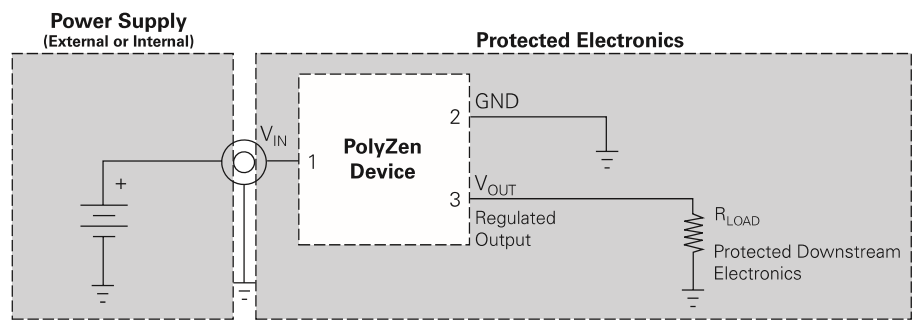 Power Supply
(External or Internal)
Protected Electronics
V_IN
1
PolyZen
Device
2
GND
3
V_OUT
Regulated
Output
+
R_LOAD
Protected Downstream
Electronics